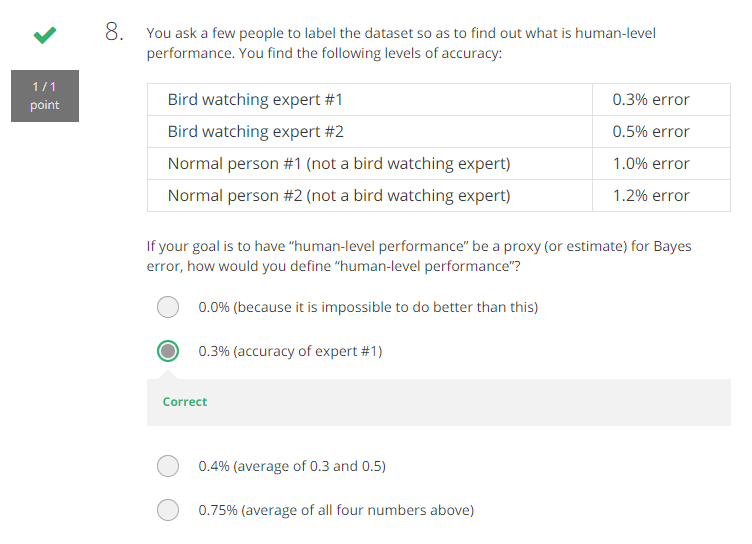 8. You ask a few people to label the dataset so as to find out what is human-level
performance. You find the following levels of accuracy:
1 / 1
point
Bird watching expert #1 0.3% error
Bird watching expert #2 0.5% error
Normal person #1 (not a bird watching expert) 1.0% error
Normal person #2 (not a bird watching expert) 1.2% error
If your goal is to have “human-level performance” be a proxy (or estimate) for Bayes
error, how would you define “human-level performance”?
0.0% (because it is impossible to do better than this)
0.3% (accuracy of expert #1)
Correct
0.4% (average of 0.3 and 0.5)
0.75% (average of all four numbers above)